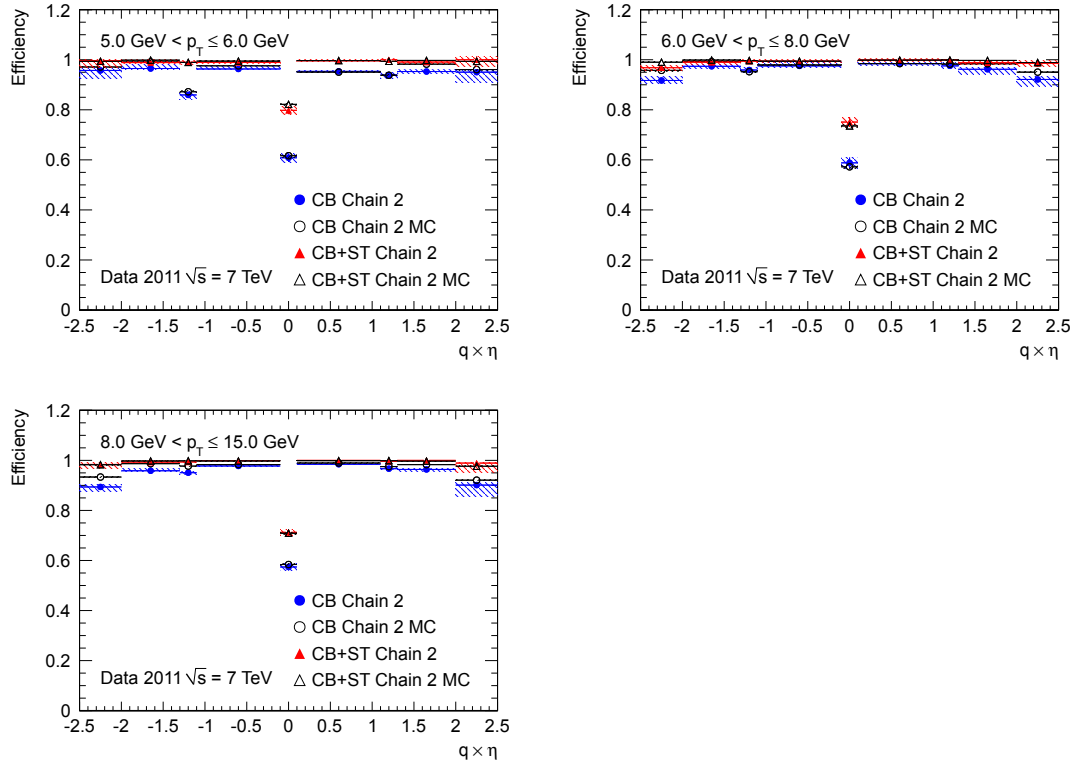 Efficiency
5.0 GeV < p_T ≤ 6.0 GeV
1.2
1
0.8
0.6
0.4
0.2
0
CB Chain 2
CB Chain 2 MC
CB+ST Chain 2
CB+ST Chain 2 MC
Data 2011 √s = 7 TeV
-2.5 -2 -1.5 -1 -0.5 0 0.5 1 1.5 2 2.5
q × η
Efficiency
6.0 GeV < p_T ≤ 8.0 GeV
1.2
1
0.8
0.6
0.4
0.2
0
CB Chain 2
CB Chain 2 MC
CB+ST Chain 2
CB+ST Chain 2 MC
Data 2011 √s = 7 TeV
-2.5 -2 -1.5 -1 -0.5 0 0.5 1 1.5 2 2.5
q × η
Efficiency
8.0 GeV < p_T ≤ 15.0 GeV
1.2
1
0.8
0.6
0.4
0.2
0
CB Chain 2
CB Chain 2 MC
CB+ST Chain 2
CB+ST Chain 2 MC
Data 2011 √s = 7 TeV
-2.5 -2 -1.5 -1 -0.5 0 0.5 1 1.5 2 2.5
q × η